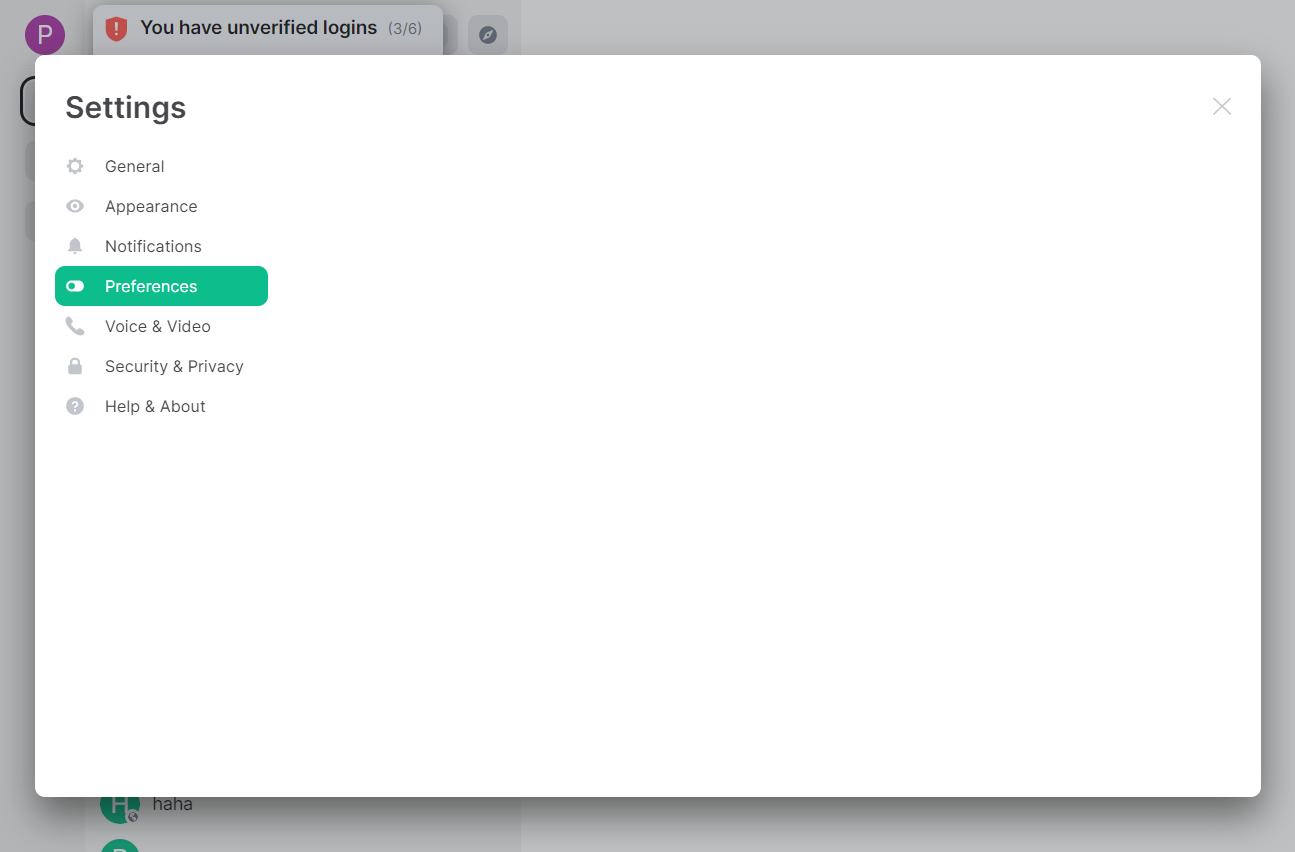 P
You have unverified logins (3/6)
Settings
General
Appearance
Notifications
Preferences
Voice & Video
Security & Privacy
Help & About
H
haha